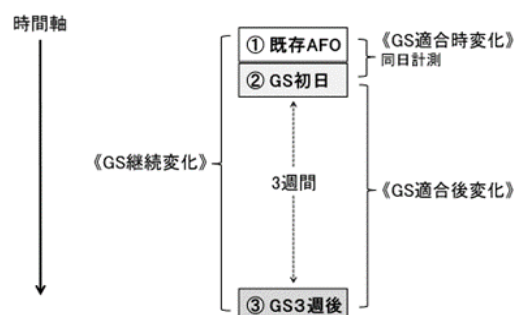 時間軸
① 既存AFO
② GS初日
《GS適合時変化》
同日計測
《GS継続変化》
3週間
《GS適合後変化》
③ GS3週後